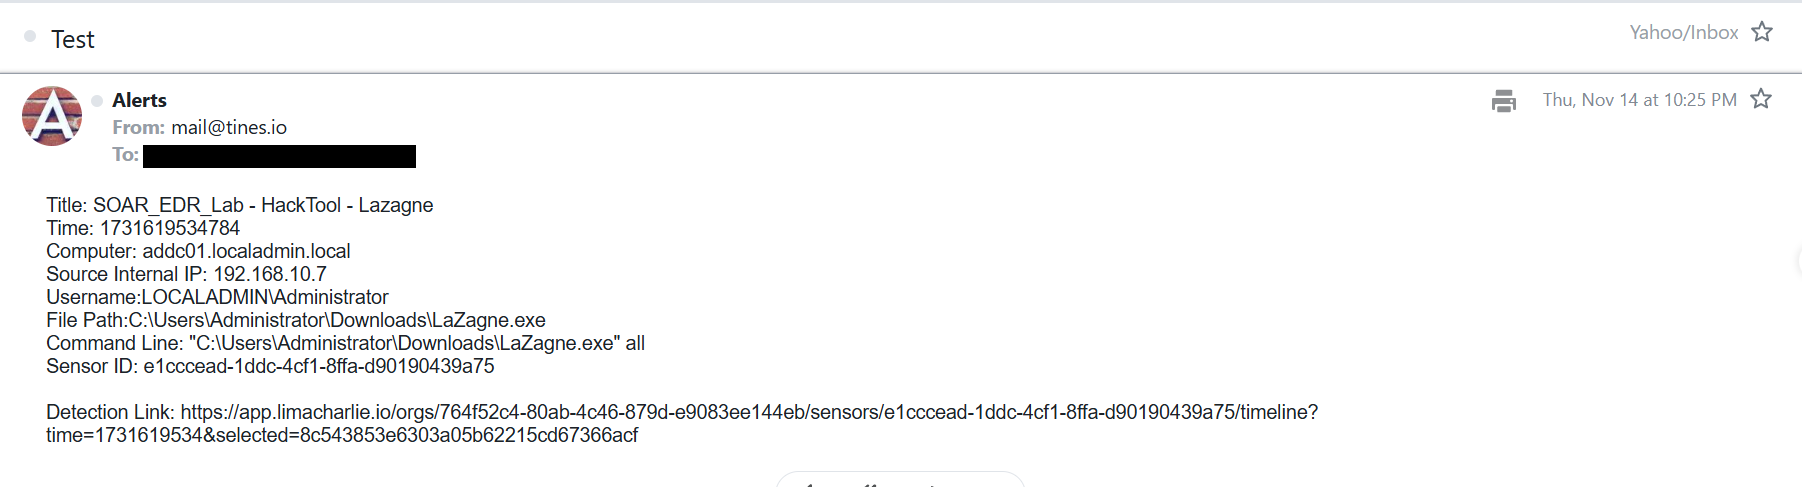 Test
Yahoo/Inbox
A
Alerts
Thu, Nov 14 at 10:25 PM
From: mail@tines.io
To:
Title: SOAR_EDR_Lab - HackTool - Lazagne
Time: 1731619534784
Computer: addc01.localadmin.local
Source Internal IP: 192.168.10.7
Username:LOCALADMIN\Administrator
File Path:C:\Users\Administrator\Downloads\LaZagne.exe
Command Line: "C:\Users\Administrator\Downloads\LaZagne.exe" all
Sensor ID: e1cccead-1ddc-4cf1-8ffa-d90190439a75
Detection Link: https://app.limacharlie.io/orgs/764f52c4-80ab-4c46-879d-e9083ee144eb/sensors/e1cccead-1ddc-4cf1-8ffa-d90190439a75/timeline?
time=1731619534&selected=8c543853e6303a05b62215cd67366acf